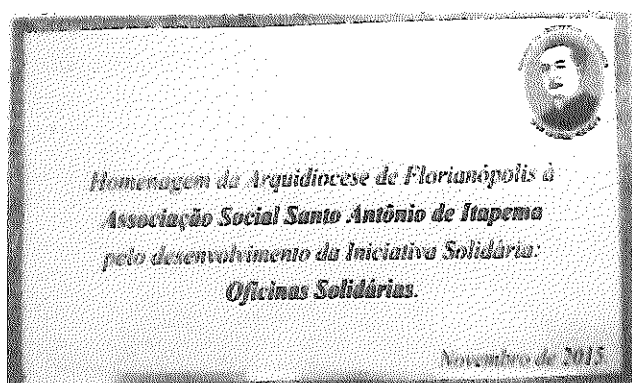 Homenagem da Arquidiocese de Florianópolis à
Associação Social Santo Antônio de Itapema
pelo desenvolvimento da Iniciativa Solidária:
Oficinas Solidárias.
Novembro de 2015